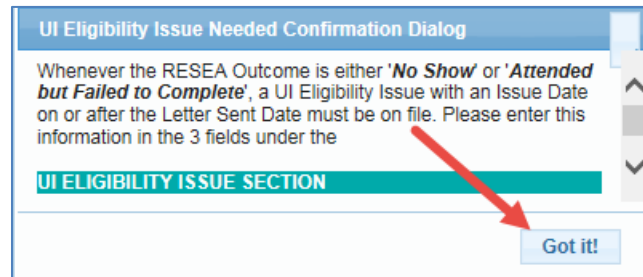 UI Eligibility Issue Needed Confirmation Dialog
Whenever the RESEA Outcome is either 'No Show' or 'Attended
but Failed to Complete', a UI Eligibility Issue with an Issue Date
on or after the Letter Sent Date must be on file. Please enter this
information in the 3 fields under the
UI ELIGIBILITY ISSUE SECTION
Got it!